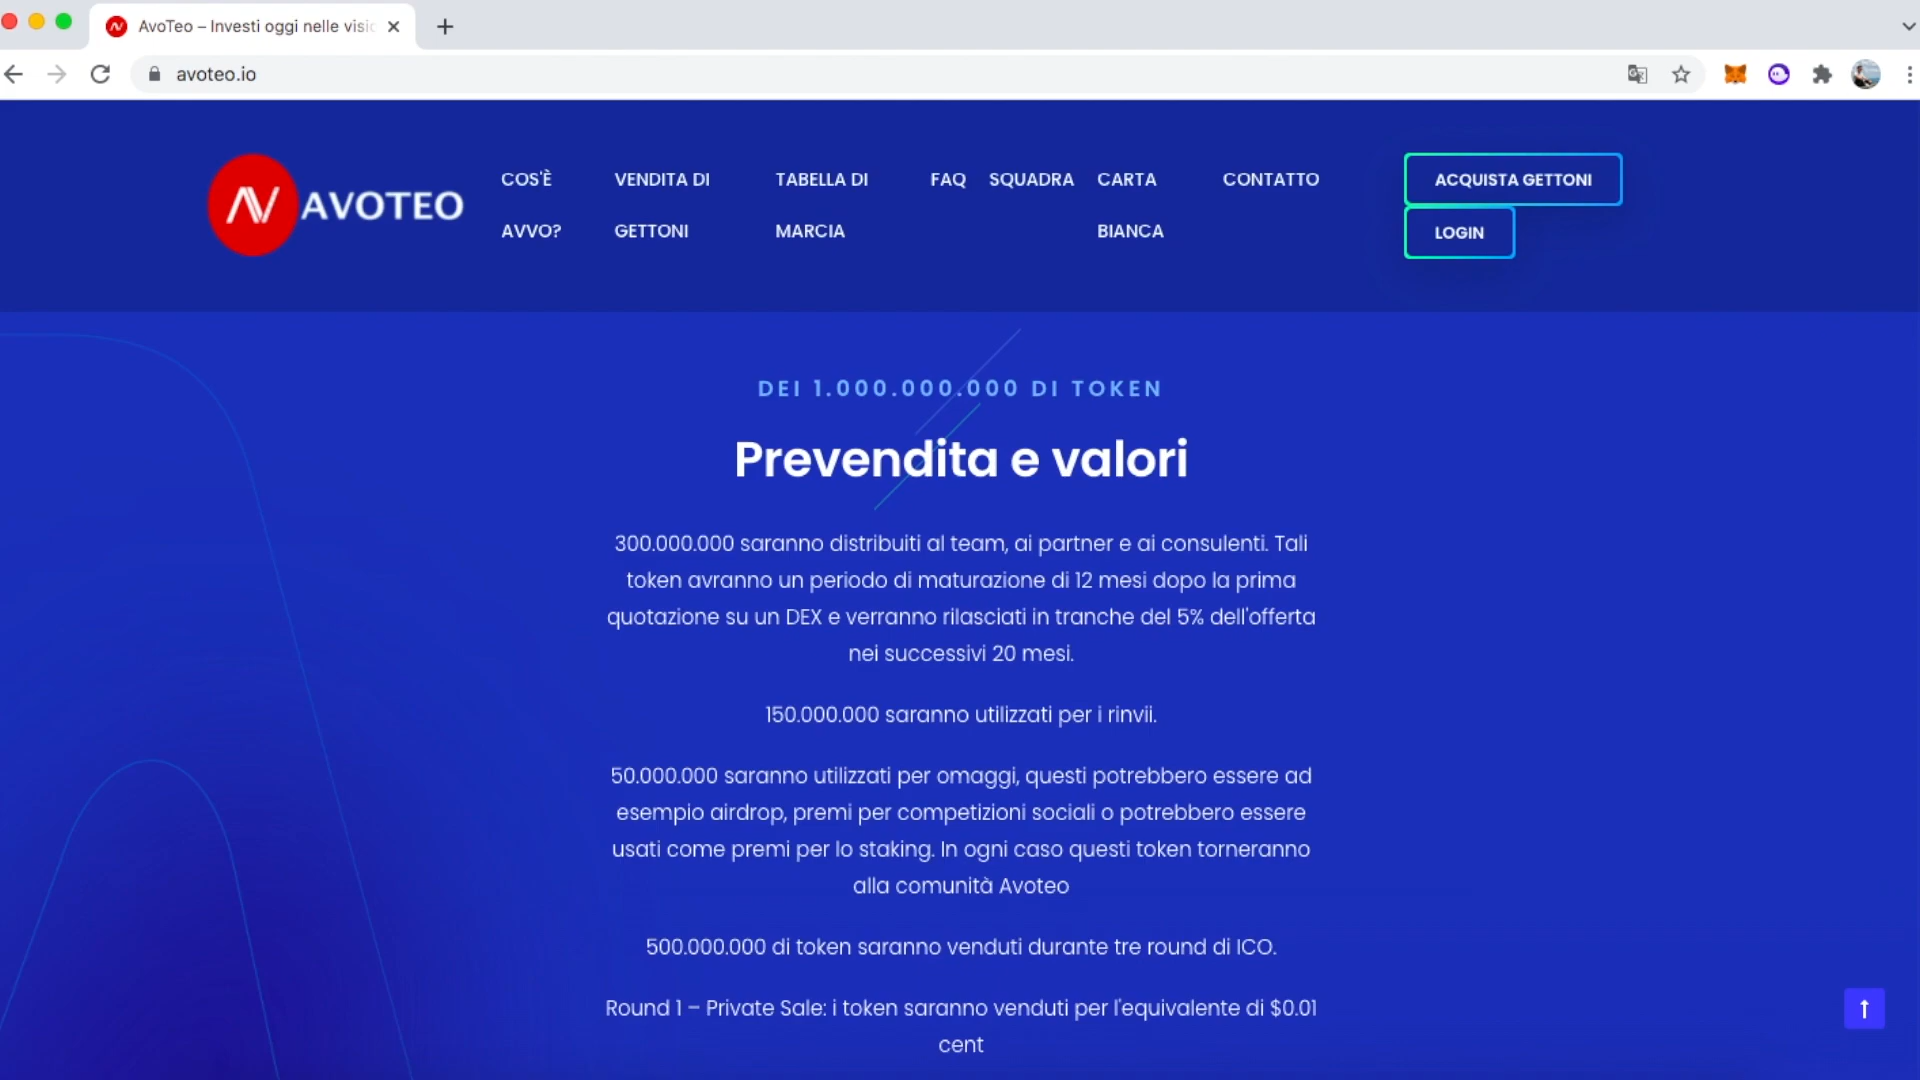 AvoTeo – Investi oggi nelle visio
avoteo.io
AVOTEO
COS'È AVVO?
VENDITA DI GETTONI
TABELLA DI MARCIA
FAQ
SQUADRA
CARTA BIANCA
CONTATTO
ACQUISTA GETTONI
LOGIN
DEI 1.000.000.000 DI TOKEN
Prevendita e valori
300.000.000 saranno distribuiti al team, ai partner e ai consulenti. Tali
token avranno un periodo di maturazione di 12 mesi dopo la prima
quotazione su un DEX e verranno rilasciati in tranche del 5% dell'offerta
nei successivi 20 mesi.
150.000.000 saranno utilizzati per i rinvii.
50.000.000 saranno utilizzati per omaggi, questi potrebbero essere ad
esempio airdrop, premi per competizioni sociali o potrebbero essere
usati come premi per lo staking. In ogni caso questi token torneranno
alla comunità Avoteo
500.000.000 di token saranno venduti durante tre round di ICO.
Round 1 – Private Sale: i token saranno venduti per l'equivalente di $0.01
cent